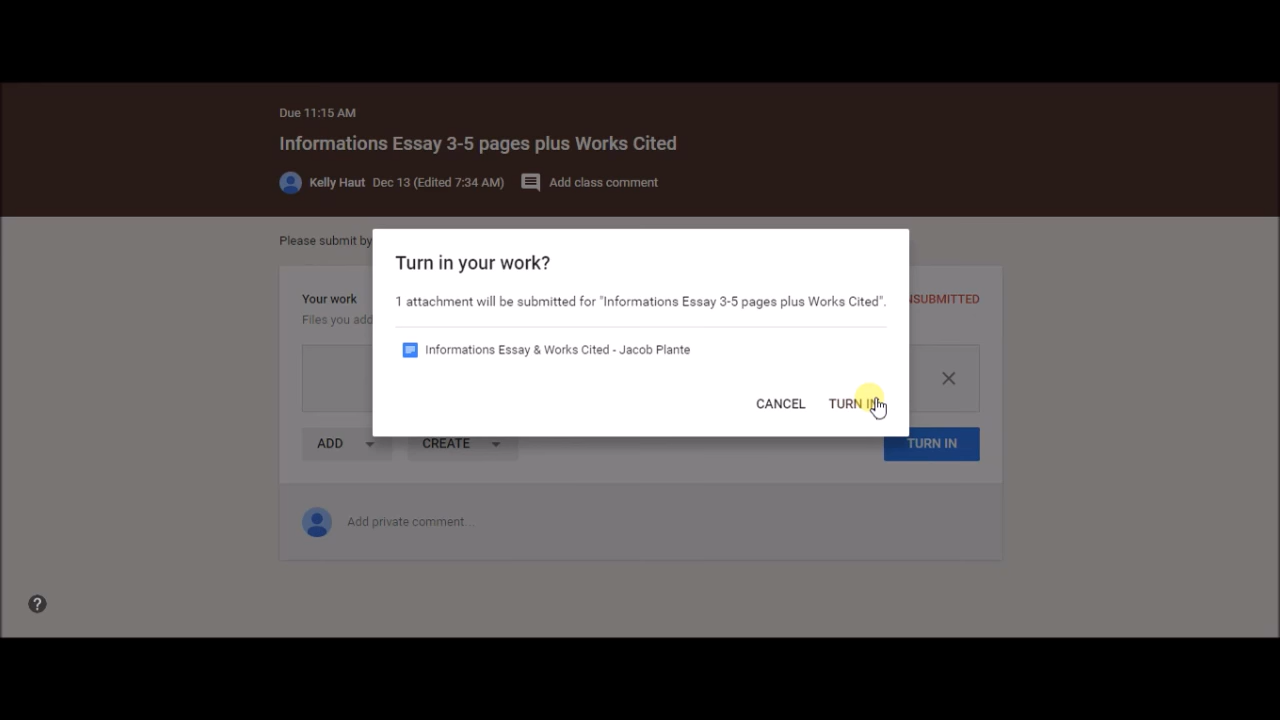 Due 11:15 AM
Informations Essay 3-5 pages plus Works Cited
Kelly Haut Dec 13 (Edited 7:34 AM) Add class comment
Please submit by
Turn in your work?
1 attachment will be submitted for "Informations Essay 3-5 pages plus Works Cited".
Your work
Files you add
Informations Essay & Works Cited - Jacob Plante
CANCEL TURN IN
ADD CREATE TURN IN
Add private comment...
?